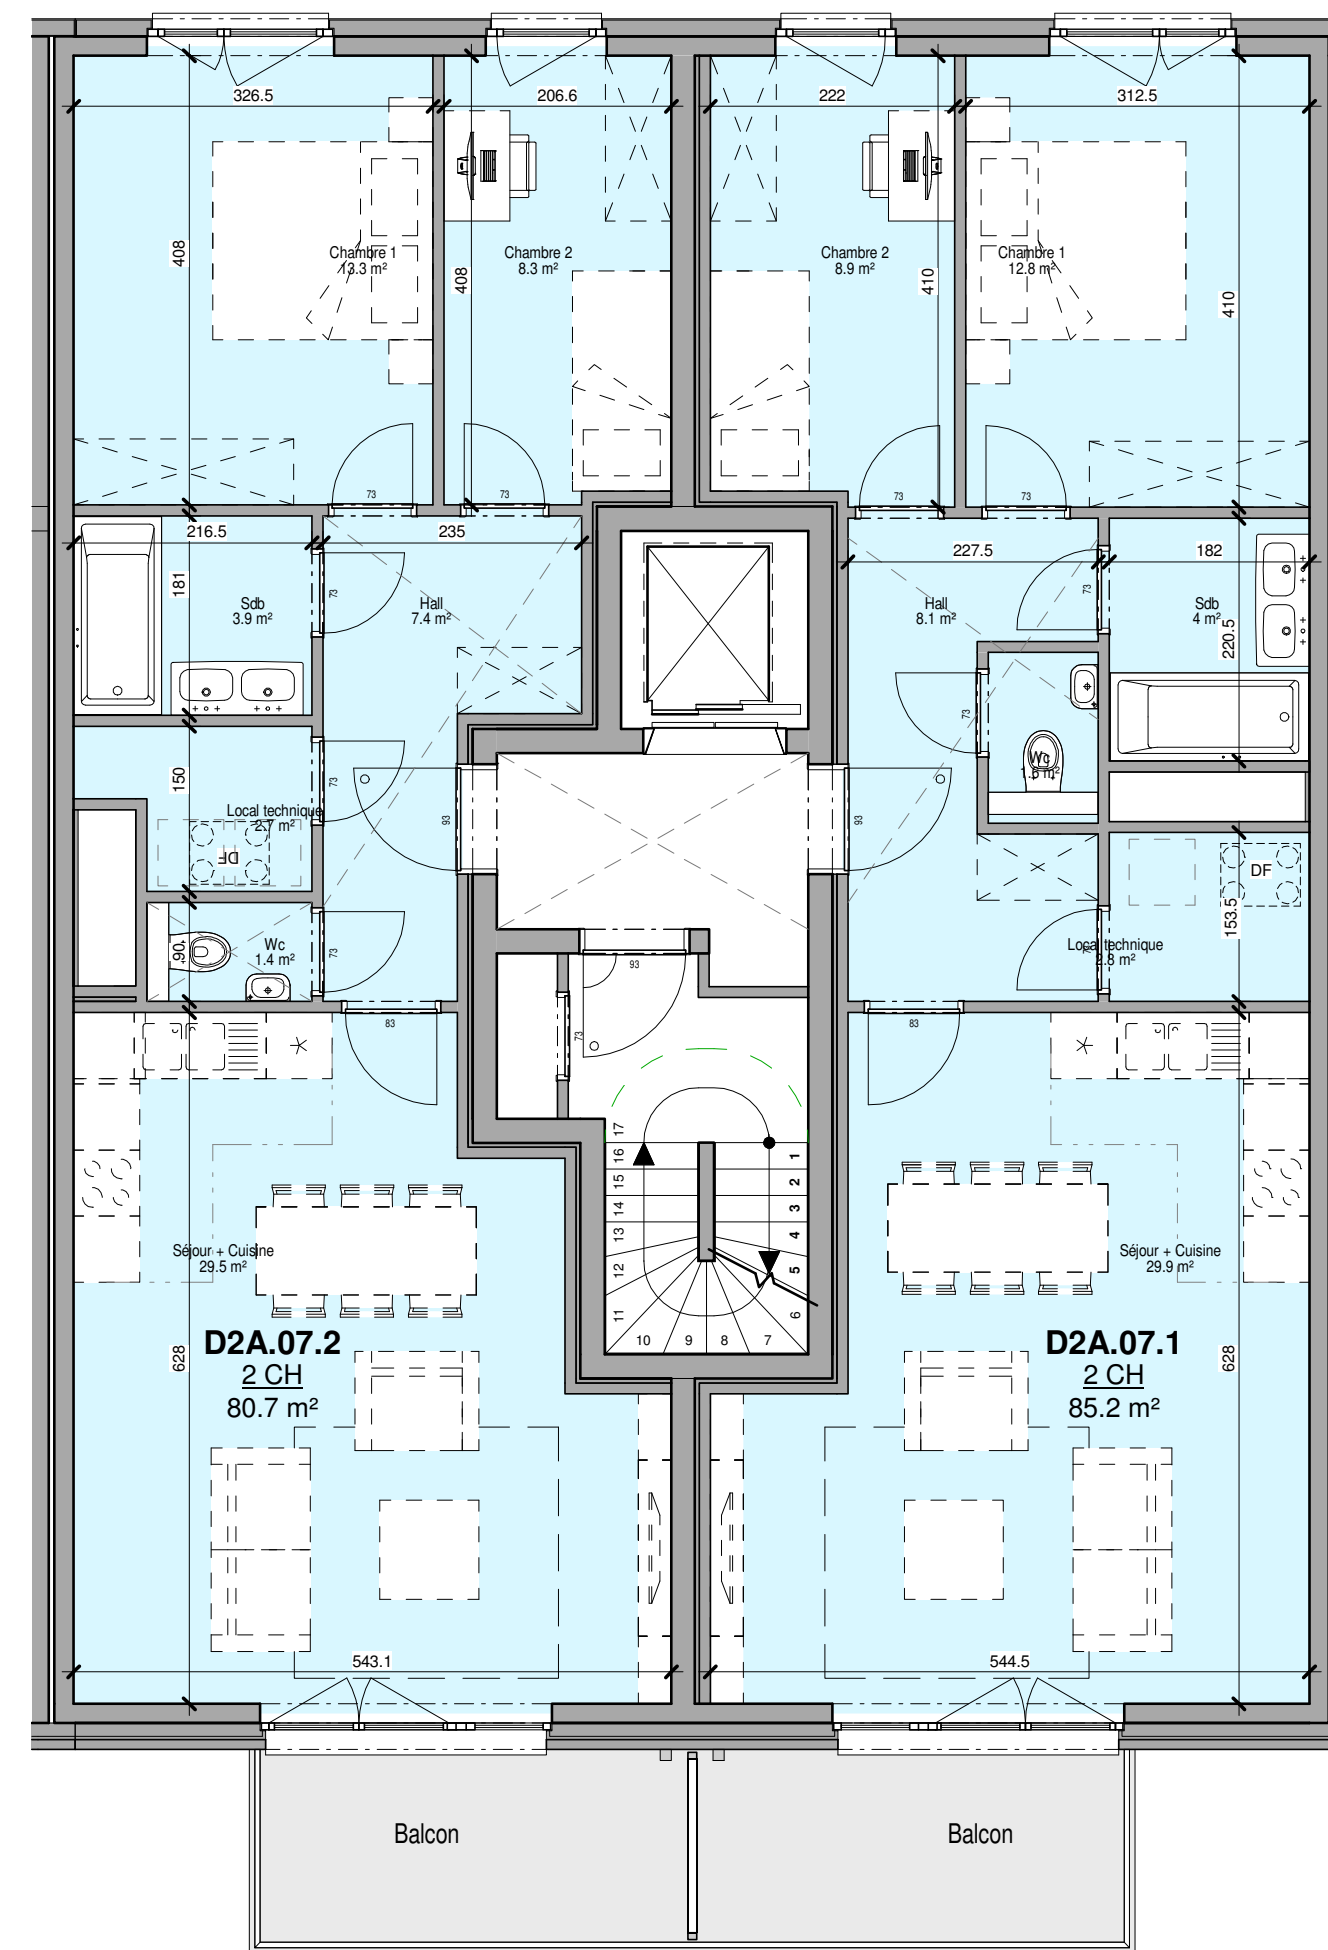 326.5
206.6
222
312.5
408
Chambre 1
13.3 m²
408
Chambre 2
8.3 m²
Chambre 2
8.9 m²
410
Chambre 1
12.8 m²
410
73
73
73
73
216.5
235
227.5
182
181
Sdb
3.9 m²
73
Hall
7.4 m²
Hall
8.1 m²
73
Sdb
4 m²
220.5
73
Wc
150
Local technique
2.7 m²
73
93
93
DF
DF
153.5
90
Wc
1.4 m²
73
93
73
Local technique
2.8 m²
83
83
17
16
15
14
13
12
11
10
9
8
7
6
5
4
3
2
1
Séjour + Cuisine
29.5 m²
Séjour + Cuisine
29.9 m²
D2A.07.2
2 CH
80.7 m²
D2A.07.1
2 CH
85.2 m²
628
628
543.1
544.5
Balcon
Balcon